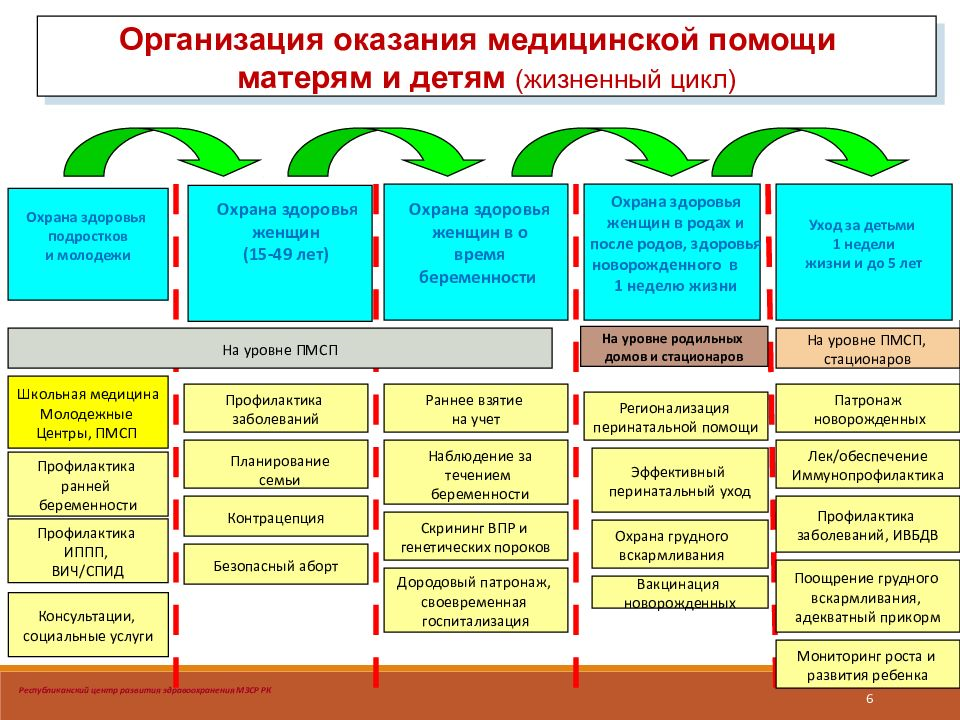 Организация оказания медицинской помощи
матерям и детям (жизненный цикл)
Охрана здоровья
подростков
и молодежи
Охрана здоровья
женщин
(15-49 лет)
Охрана здоровья
женщин в о
время
беременности
Охрана здоровья
женщин в родах и
после родов, здоровья
новорожденного в
1 неделю жизни
Уход за детьми
1 недели
жизни и до 5 лет
На уровне ПМСП
На уровне родильных
домов и стационаров
На уровне ПМСП,
стационаров
Школьная медицина
Молодежные
Центры, ПМСП
Профилактика
ранней
беременности
Профилактика
ИППП,
ВИЧ/СПИД
Консультации,
социальные услуги
Профилактика
заболеваний
Планирование
семьи
Контрацепция
Безопасный аборт
Раннее взятие
на учет
Наблюдение за
течением
беременности
Скрининг ВПР и
генетических пороков
Дородовый патронаж,
своевременная
госпитализация
Регионализация
перинатальной помощи
Эффективный
перинатальный уход
Охрана грудного
вскармливания
Вакцинация
новорожденных
Патронаж
новорожденных
Лек/обеспечение
Иммунопрофилактика
Профилактика
заболеваний, ИВБДВ
Поощрение грудного
вскармливания,
адекватный прикорм
Мониторинг роста и
развития ребенка
Республиканский центр развития здравоохранения МЗСР РК
6